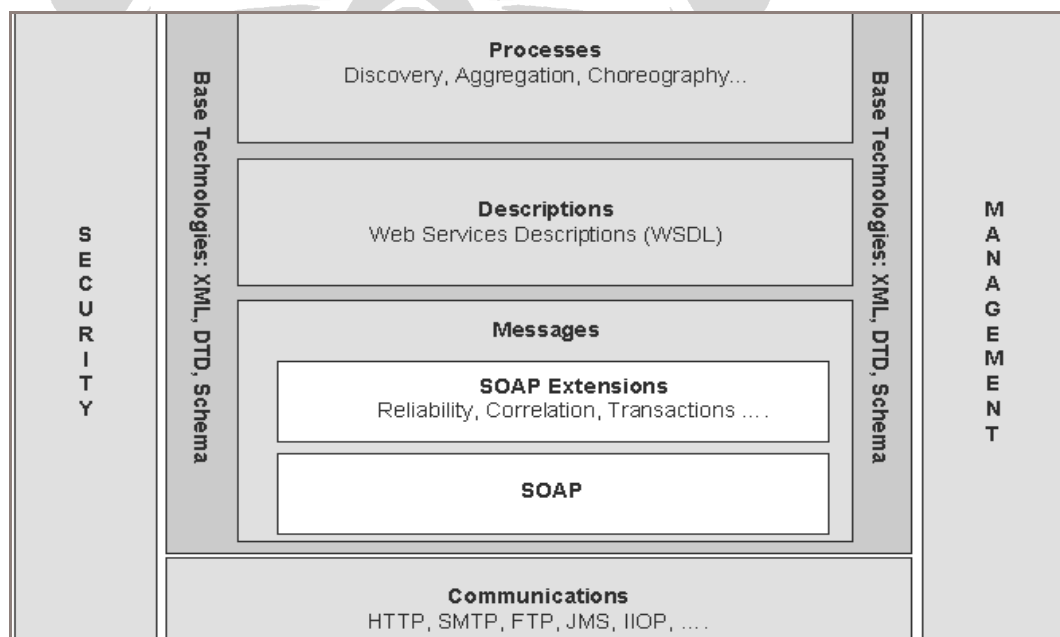 Processes
Discovery, Aggregation, Choreography...
Base Technologies: XML, DTD, Schema
Base Technologies: XML, DTD, Schema
Descriptions
Web Services Descriptions (WSDL)
SECURITY
MANAGEMENT
Messages
SOAP Extensions
Reliability, Correlation, Transactions ....
SOAP
Communications
HTTP, SMTP, FTP, JMS, IIOP, ....